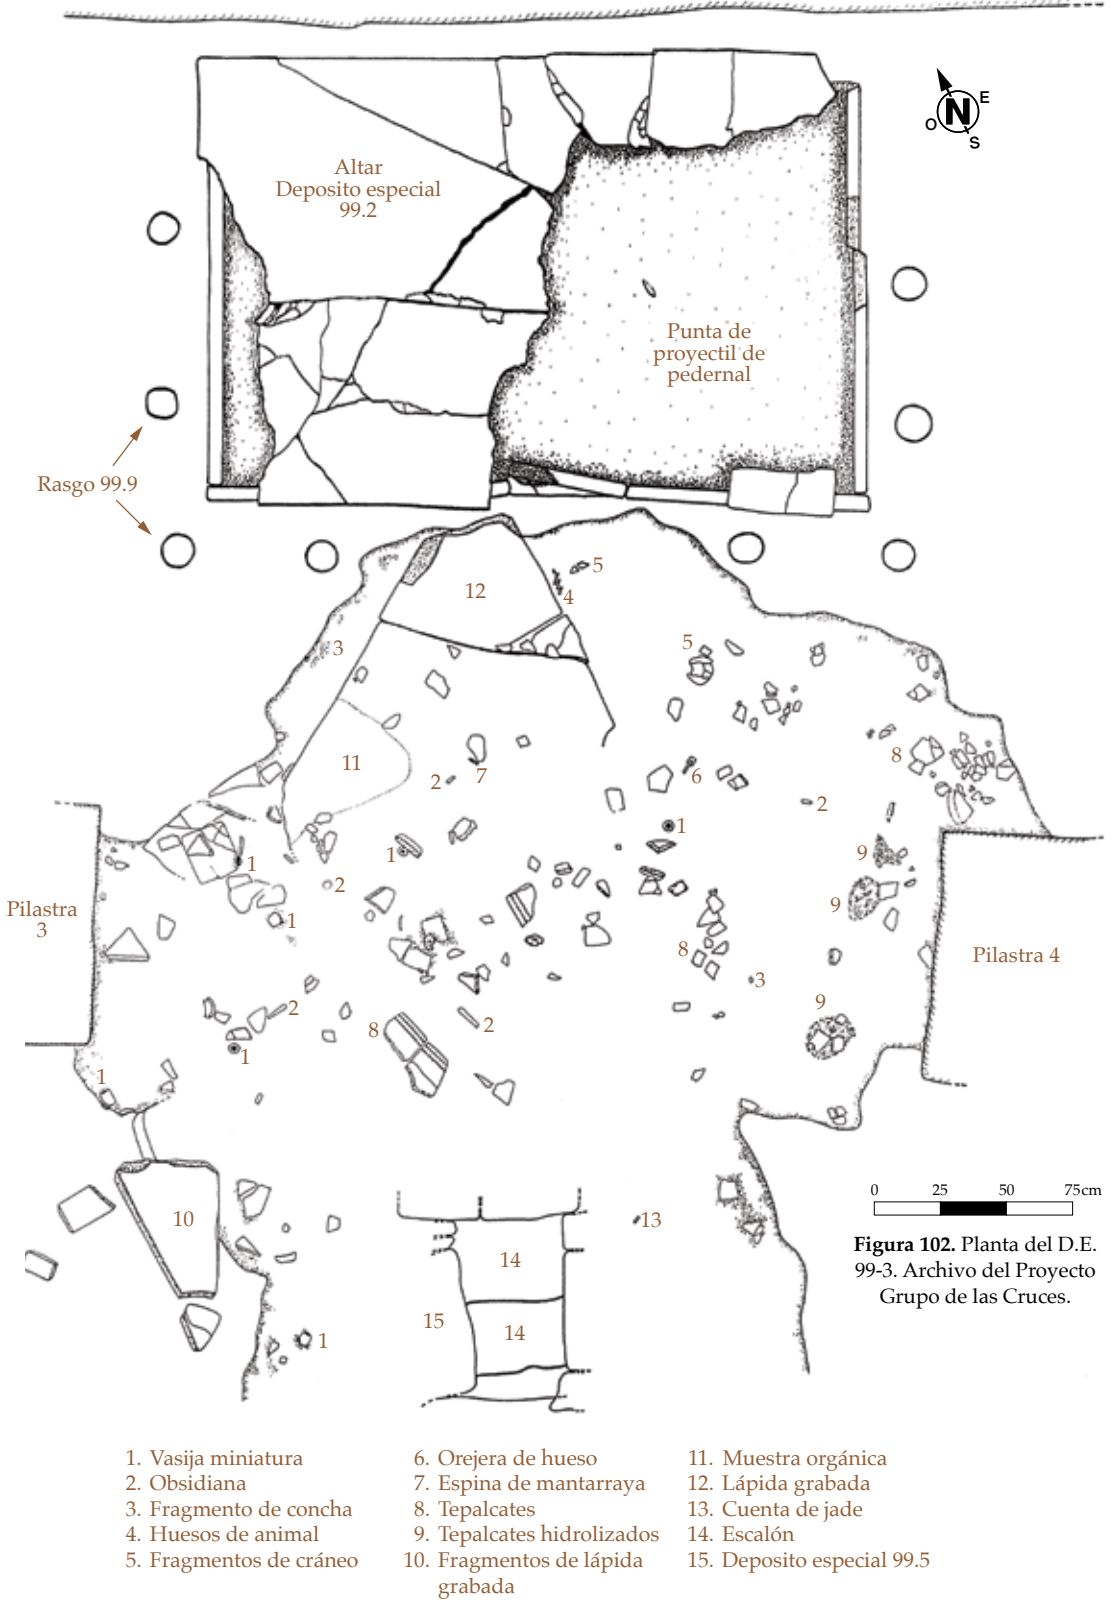 N
E
O
S
Altar
Deposito especial
99.2
Punta de
proyectil de
pedernal
Rasgo 99.9
5
12
4
3
5
11
2
7
6
8
2
1
1
1
9
2
9
1
Pilastra
3
8
Pilastra 4
3
2
8
2
9
1
1
10
13
14
15
14
1
0 25 50 75cm
Figura 102. Planta del D.E.
99-3. Archivo del Proyecto
Grupo de las Cruces.
1. Vasija miniatura
2. Obsidiana
3. Fragmento de concha
4. Huesos de animal
5. Fragmentos de cráneo
6. Orejera de hueso
7. Espina de mantarraya
8. Tepalcates
9. Tepalcates hidrolizados
10. Fragmentos de lápida
grabada
11. Muestra orgánica
12. Lápida grabada
13. Cuenta de jade
14. Escalón
15. Deposito especial 99.5